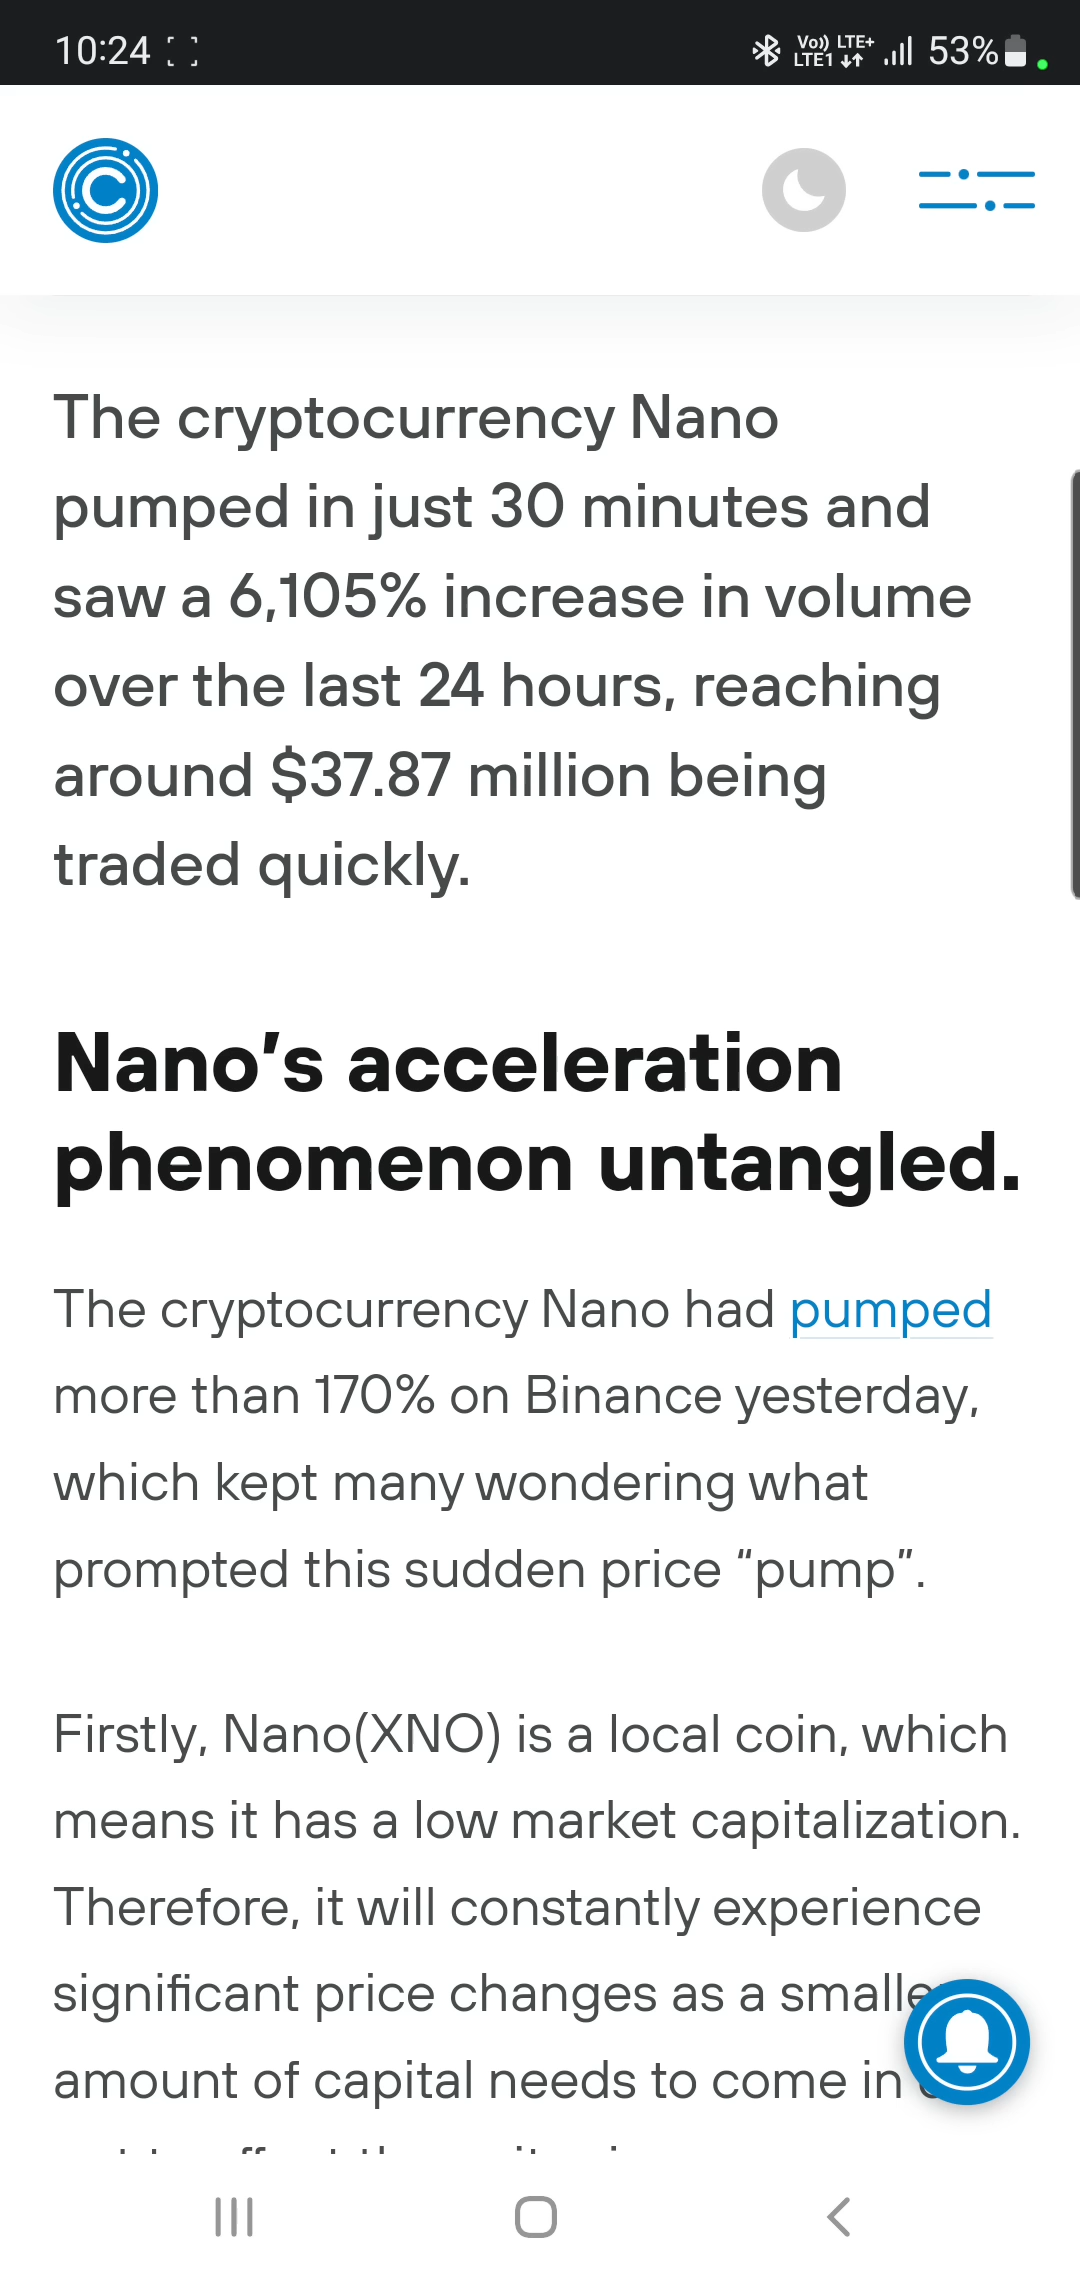 10:24
Vo)) LTE+
LTE1
53%
The cryptocurrency Nano
pumped in just 30 minutes and
saw a 6,105% increase in volume
over the last 24 hours, reaching
around $37.87 million being
traded quickly.
Nano’s acceleration
phenomenon untangled.
The cryptocurrency Nano had pumped
more than 170% on Binance yesterday,
which kept many wondering what
prompted this sudden price “pump”.
Firstly, Nano(XNO) is a local coin, which
means it has a low market capitalization.
Therefore, it will constantly experience
significant price changes as a
amount of capital needs to come in